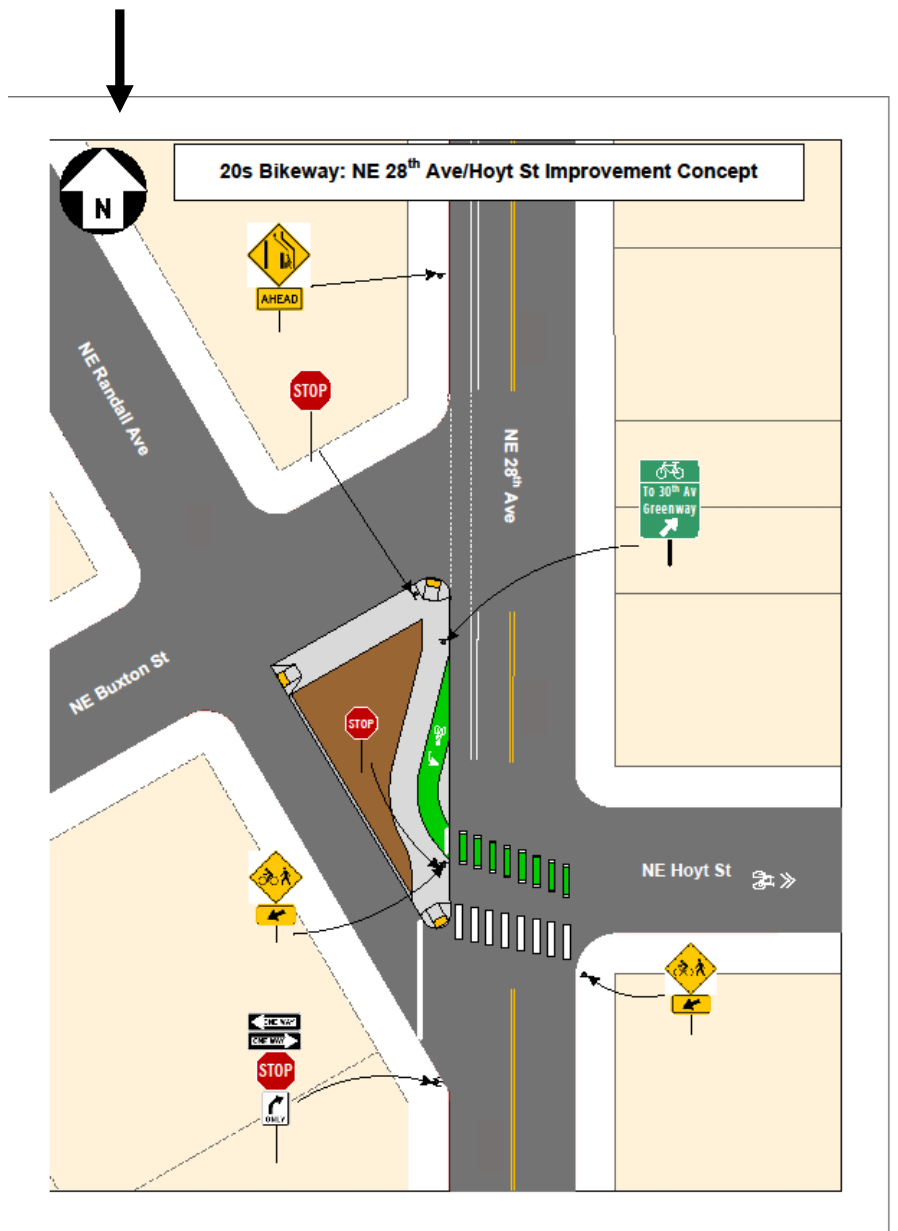 20s Bikeway: NE 28th Ave/Hoyt St Improvement Concept
N
AHEAD
NE Randall Ave
STOP
NE 28th Ave
To 30th Av
Greenway
NE Buxton St
STOP
NE Hoyt St
ONE WAY
ONE WAY
STOP
ONLY